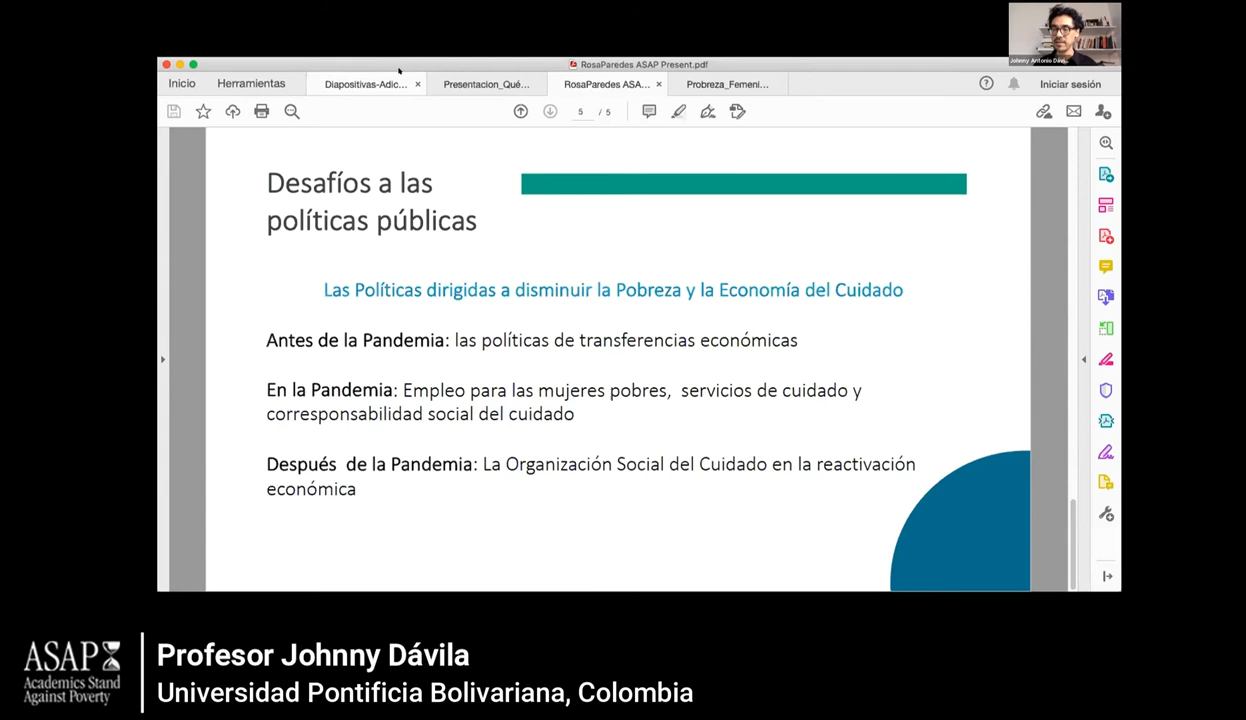 Johnny Antonio Dávi...
RosaParedes ASAP Present.pdf
Inicio
Herramientas
Diapositivas-Adic...
×
Presentacion_Qué...
RosaParedes ASA...
×
Probreza_Femeni...
?
Iniciar sesión
5 / 5
Desafíos a las
políticas públicas
Las Políticas dirigidas a disminuir la Pobreza y la Economía del Cuidado
Antes de la Pandemia: las políticas de transferencias económicas
En la Pandemia: Empleo para las mujeres pobres, servicios de cuidado y
corresponsabilidad social del cuidado
Después de la Pandemia: La Organización Social del Cuidado en la reactivación
económica
ASAP
Academics Stand
Against Poverty
Profesor Johnny Dávila
Universidad Pontificia Bolivariana, Colombia